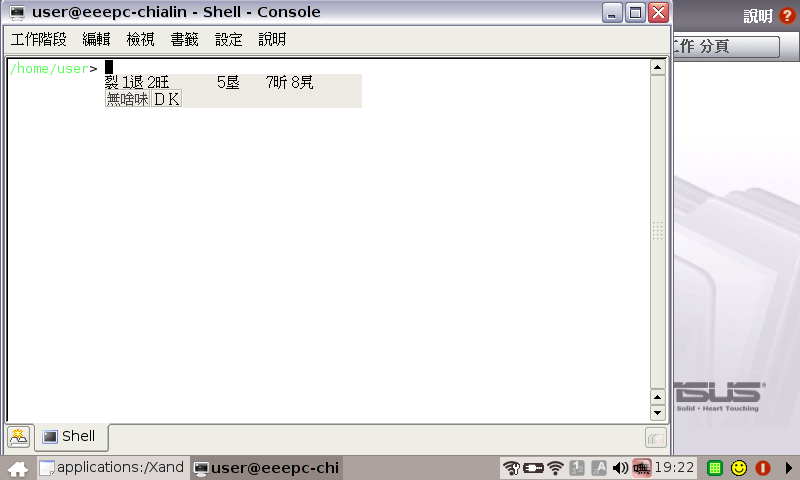 user@eeepc-chialin - Shell - Console
說明 ?
工作階段 編輯 檢視 書籤 設定 說明
工作 分頁
/home/user>
裂 1退 2旺 5垦 7昕 8旯
無啥味 D K
Solid • Heart Touching
Shell
applications:/Xand
user@eeepc-chi
19:22